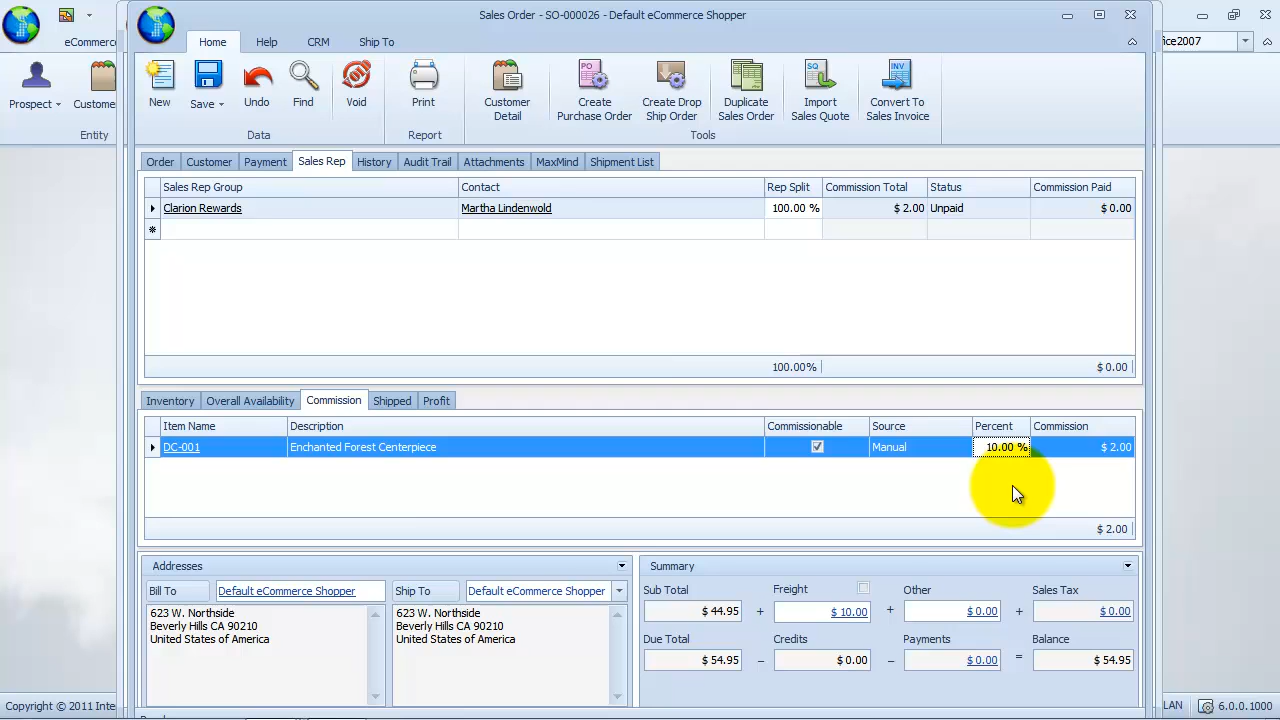 Sales Order - SO-000035 - Default eCommerce Shopper
eCommerce
ice2007
Home Help CRM Ship To
Prospect Custome
Entity
New Save Undo Find Void
Data
Print
Report
Customer Detail
Create Purchase Order
Create Drop Ship Order
Duplicate Sales Order
Import Sales Quote
Convert To Sales Invoice
Tools
Order Customer Payment Sales Rep History Audit Trail Attachments MaxMind Shipment List
Sales Rep Group Contact Rep Split Commission Total Status Commission Paid
Clarion Rewards Martha Lindenwold 100.00 % $ 2.00 Unpaid $ 0.00
100.00% $ 0.00
Inventory Overall Availability Commission Shipped Profit
Item Name Description Commissionable Source Percent Commission
DC-001 Enchanted Forest Centerpiece Manual 10.00 % $ 2.00
$ 2.00
Addresses
Bill To Default eCommerce Shopper
623 W. Northside
Beverly Hills CA 90210
United States of America
Ship To Default eCommerce Shopper
623 W. Northside
Beverly Hills CA 90210
United States of America
Summary
Sub Total Freight Other Sales Tax
$ 44.95 + $ 10.00 + $ 0.00 + $ 0.00
Due Total Credits Payments Balance
$ 54.95 − $ 0.00 − $ 0.00 = $ 54.95
Copyright © 2011 Inte
LAN 6.0.0.1000